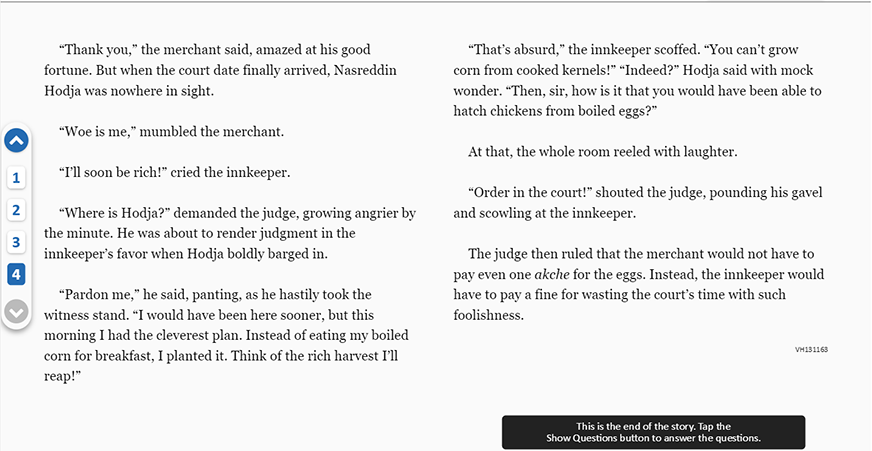 “Thank you,” the merchant said, amazed at his good
fortune. But when the court date finally arrived, Nasreddin
Hodja was nowhere in sight.
“Woe is me,” mumbled the merchant.
“I’ll soon be rich!” cried the innkeeper.
“Where is Hodja?” demanded the judge, growing angrier by
the minute. He was about to render judgment in the
innkeeper’s favor when Hodja boldly barged in.
“Pardon me,” he said, panting, as he hastily took the
witness stand. “I would have been here sooner, but this
morning I had the cleverest plan. Instead of eating my boiled
corn for breakfast, I planted it. Think of the rich harvest I’ll
reap!”
1
2
3
4
“That’s absurd,” the innkeeper scoffed. “You can’t grow
corn from cooked kernels!” “Indeed?” Hodja said with mock
wonder. “Then, sir, how is it that you would have been able to
hatch chickens from boiled eggs?”
At that, the whole room reeled with laughter.
“Order in the court!” shouted the judge, pounding his gavel
and scowling at the innkeeper.
The judge then ruled that the merchant would not have to
pay even one akche for the eggs. Instead, the innkeeper would
have to pay a fine for wasting the court’s time with such
foolishness.
VH131163
This is the end of the story. Tap the
Show Questions button to answer the questions.